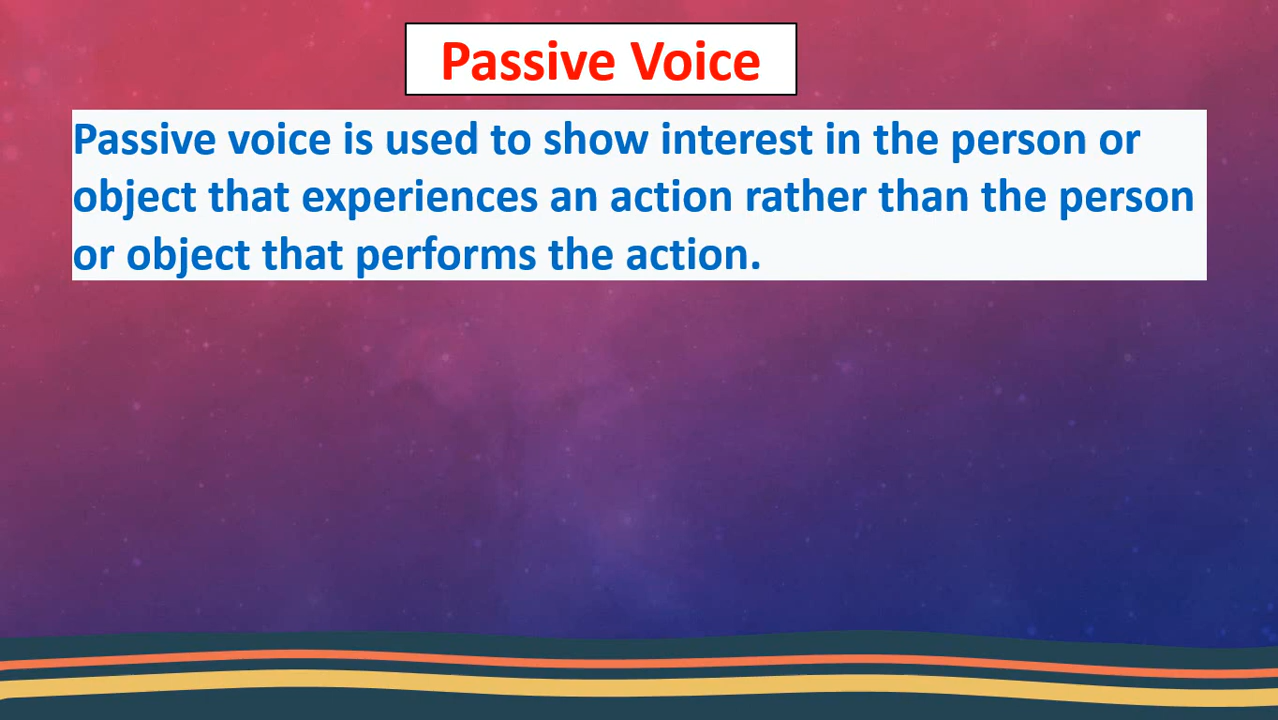 Passive Voice
Passive voice is used to show interest in the person or
object that experiences an action rather than the person
or object that performs the action.